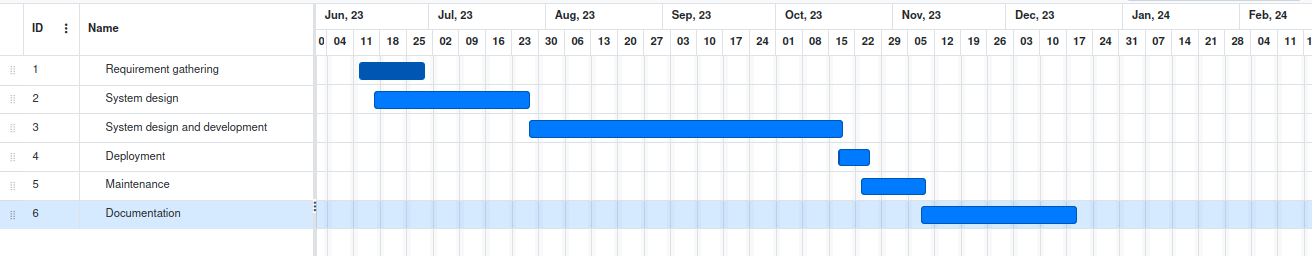 Jun, 23 Jul, 23 Aug, 23 Sep, 23 Oct, 23 Nov, 23 Dec, 23 Jan, 24 Feb, 24
ID Name
0 04 11 18 25 02 09 16 23 30 06 13 20 27 03 10 17 24 01 08 15 22 29 05 12 19 26 03 10 17 24 31 07 14 21 28 04 11 1
1 Requirement gathering
2 System design
3 System design and development
4 Deployment
5 Maintenance
6 Documentation